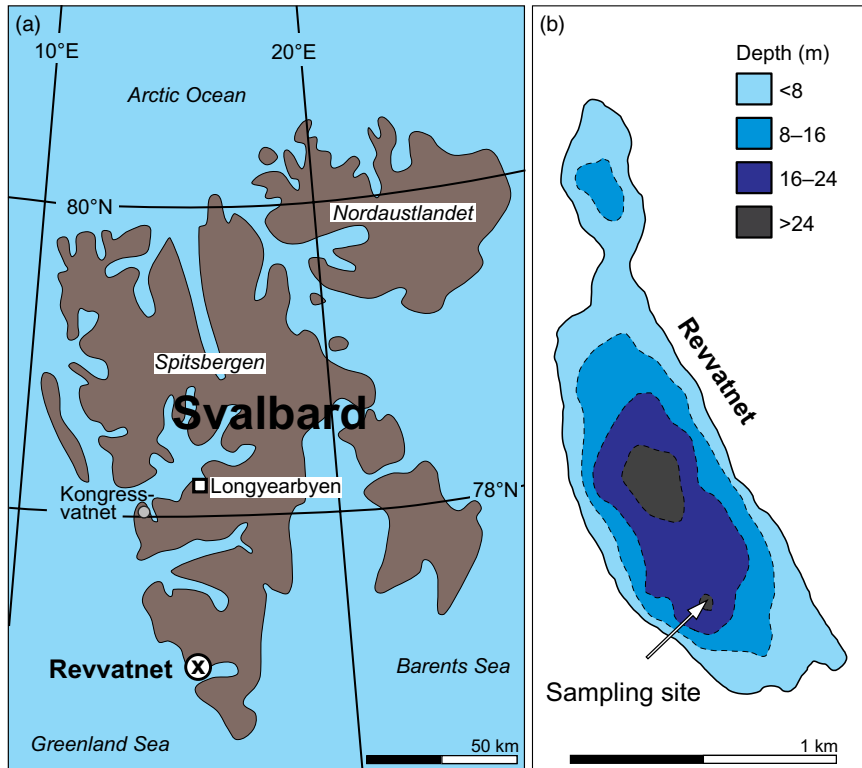 (a)
10°E
20°E
Arctic Ocean
80°N
Nordaustlandet
Spitsbergen
Svalbard
Longyearbyen
Kongress-
vatnet
78°N
Revvatnet
x
Barents Sea
Greenland Sea
50 km
(b)
Depth (m)
<8
8–16
16–24
>24
Revvatnet
Sampling site
1 km